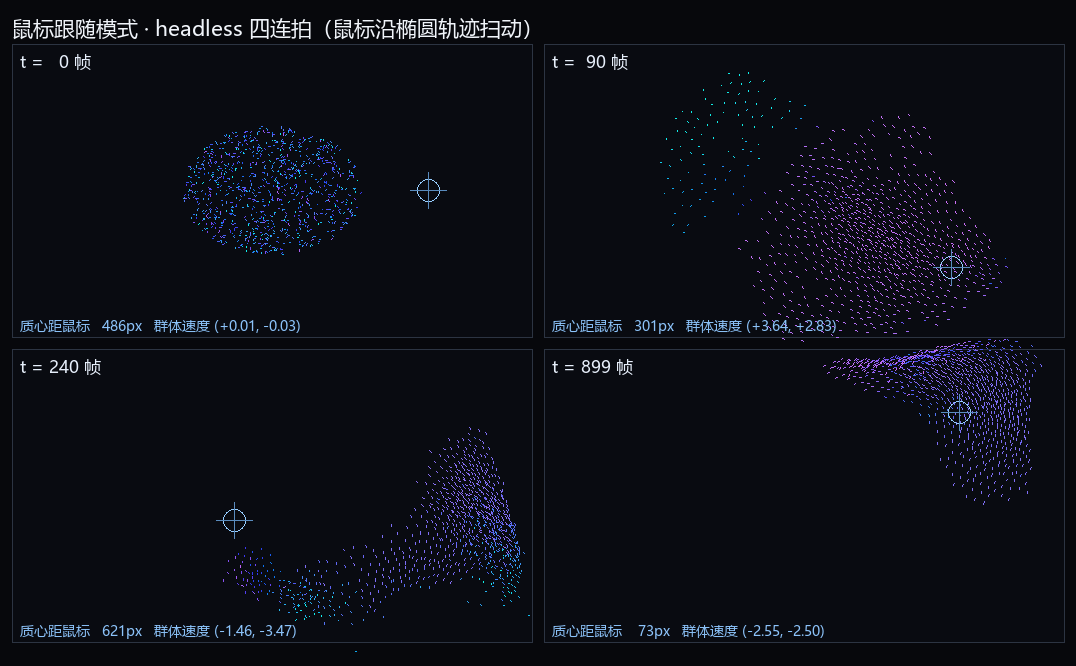 鼠标跟随模式 · headless 四连拍（鼠标沿椭圆轨迹扫动）
t =   0 帧
质心距鼠标   486px   群体速度 (+0.01, -0.03)
t =  90 帧
质心距鼠标   301px   群体速度 (+3.64, +2.83)
t = 240 帧
质心距鼠标   621px   群体速度 (-1.46, -3.47)
t = 899 帧
质心距鼠标    73px   群体速度 (-2.55, -2.50)